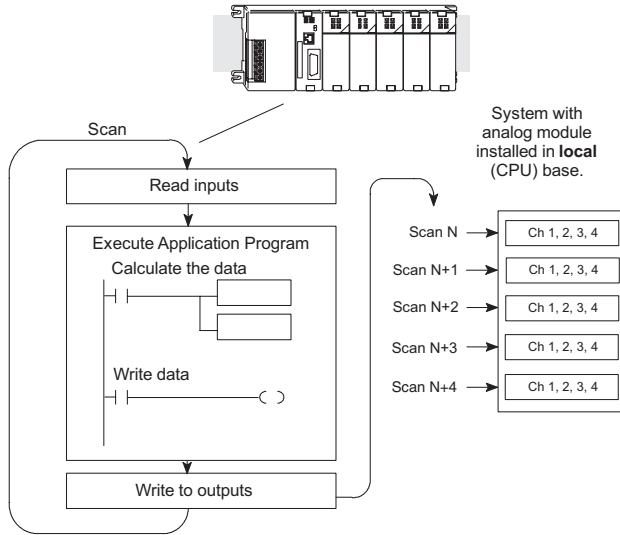 System with
analog module
installed in local
(CPU) base.
Scan
Read inputs
Execute Application Program
Calculate the data
Write data
Write to outputs
Scan N
Ch 1, 2, 3, 4
Scan N+1
Ch 1, 2, 3, 4
Scan N+2
Ch 1, 2, 3, 4
Scan N+3
Ch 1, 2, 3, 4
Scan N+4
Ch 1, 2, 3, 4